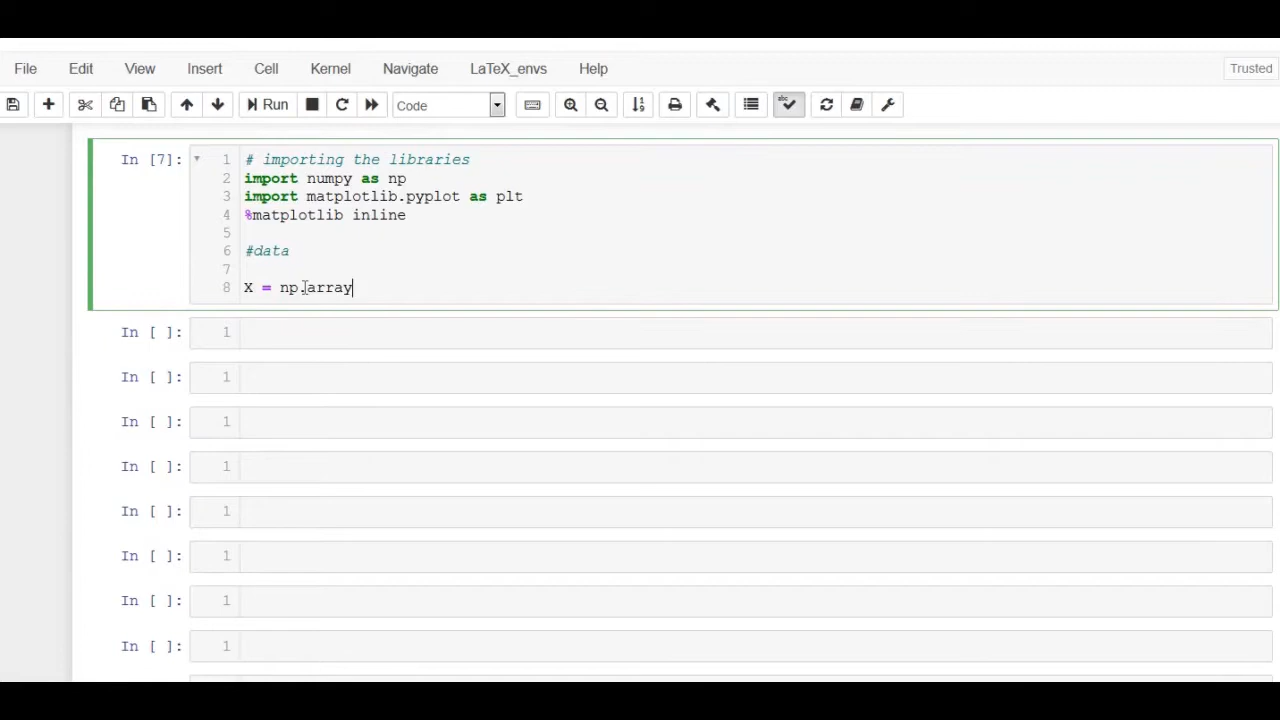 File Edit View Insert Cell Kernel Navigate LaTeX_envs Help Trusted
Run Code
In [7]: 1 # importing the libraries
2 import numpy as np
3 import matplotlib.pyplot as plt
4 %matplotlib inline
5
6 #data
7
8 X = np.array
In [ ]: 1
In [ ]: 1
In [ ]: 1
In [ ]: 1
In [ ]: 1
In [ ]: 1
In [ ]: 1
In [ ]: 1